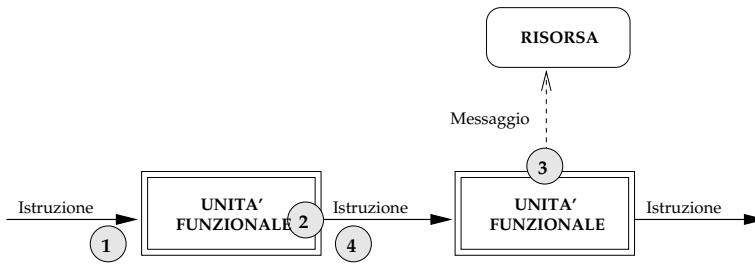 RISORSA
Messaggio
3
Istruzione
UNITA'
FUNZIONALE
2
Istruzione
UNITA'
FUNZIONALE
Istruzione
1
4